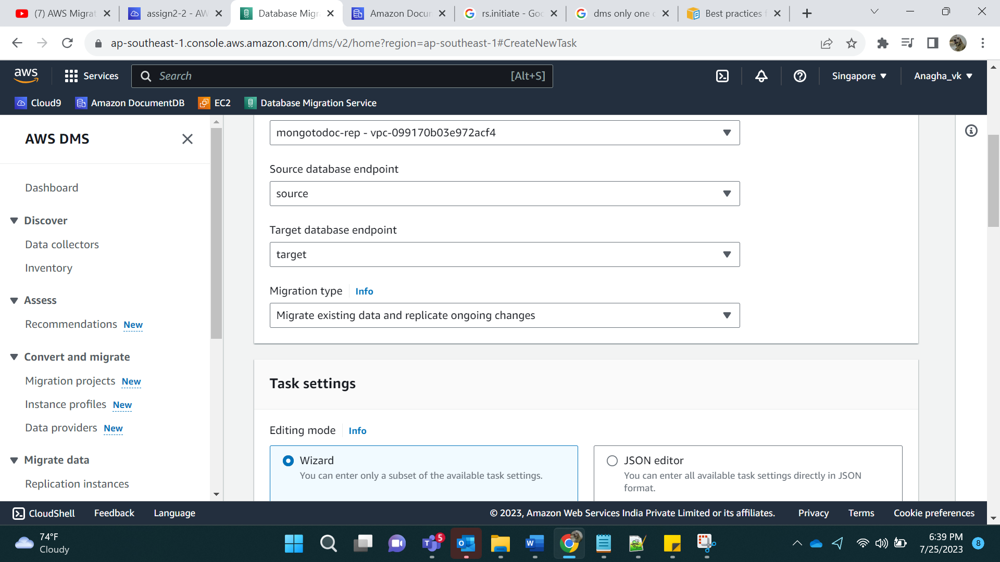 (7) AWS Migrat
assign2-2 - AW
Database Migr
Amazon Docum
rs.initiate - Goo
dms only one c
Best practices f
ap-southeast-1.console.aws.amazon.com/dms/v2/home?region=ap-southeast-1#CreateNewTask
aws
Services
Search
[Alt+S]
Singapore
Anagha_vk
Cloud9
Amazon DocumentDB
EC2
Database Migration Service
AWS DMS
Dashboard
Discover
Data collectors
Inventory
Assess
Recommendations New
Convert and migrate
Migration projects New
Instance profiles New
Data providers New
Migrate data
Replication instances
mongotodoc-rep - vpc-099170b03e972acf4
Source database endpoint
source
Target database endpoint
target
Migration type Info
Migrate existing data and replicate ongoing changes
Task settings
Editing mode Info
Wizard
You can enter only a subset of the available task settings.
JSON editor
You can enter all available task settings directly in JSON
format.
CloudShell
Feedback
Language
© 2023, Amazon Web Services India Private Limited or its affiliates.
Privacy
Terms
Cookie preferences
74°F
Cloudy
5
6:39 PM
7/25/2023
8